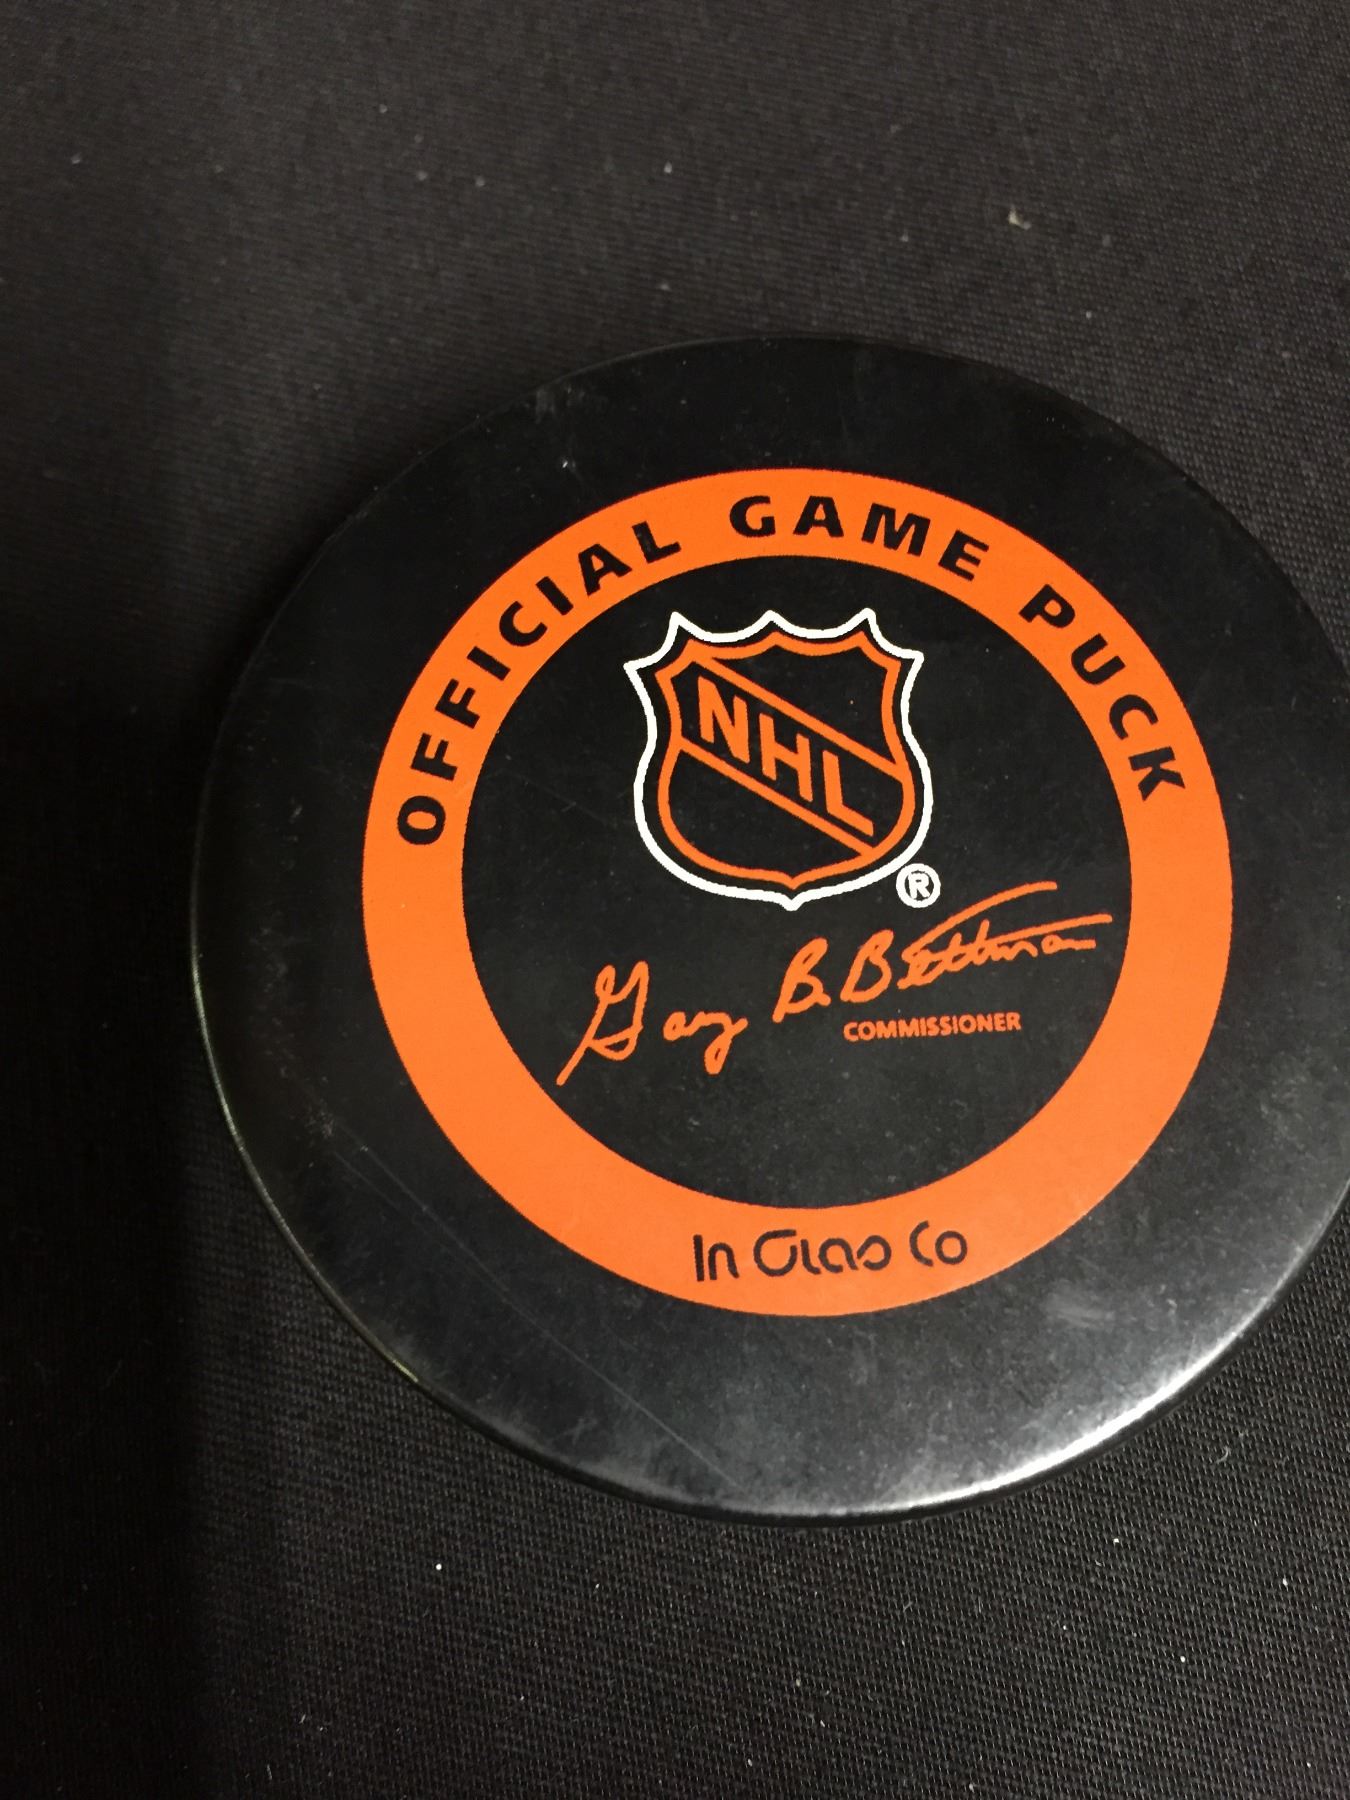 OFFICIAL GAME PUCK
NHL
®
Gary B. Bettman
COMMISSIONER
In Glas Co